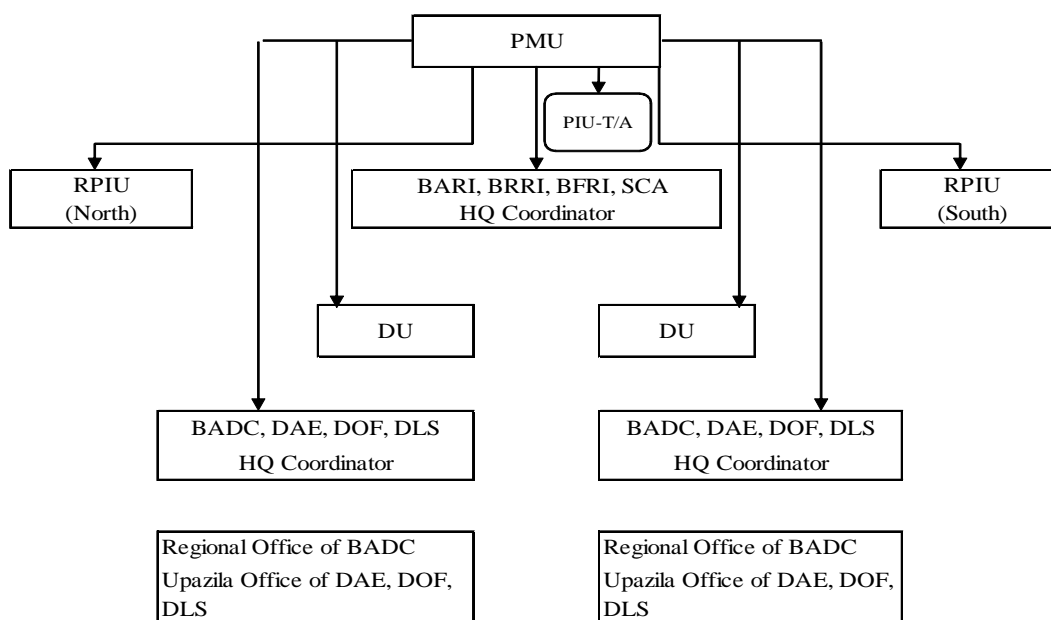 PMU
PIU-T/A
RPIU
(North)
BARI, BRRI, BFRI, SCA
HQ Coordinator
RPIU
(South)
DU
DU
BADC, DAE, DOF, DLS
HQ Coordinator
BADC, DAE, DOF, DLS
HQ Coordinator
Regional Office of BADC
Upazila Office of DAE, DOF,
DLS
Regional Office of BADC
Upazila Office of DAE, DOF,
DLS